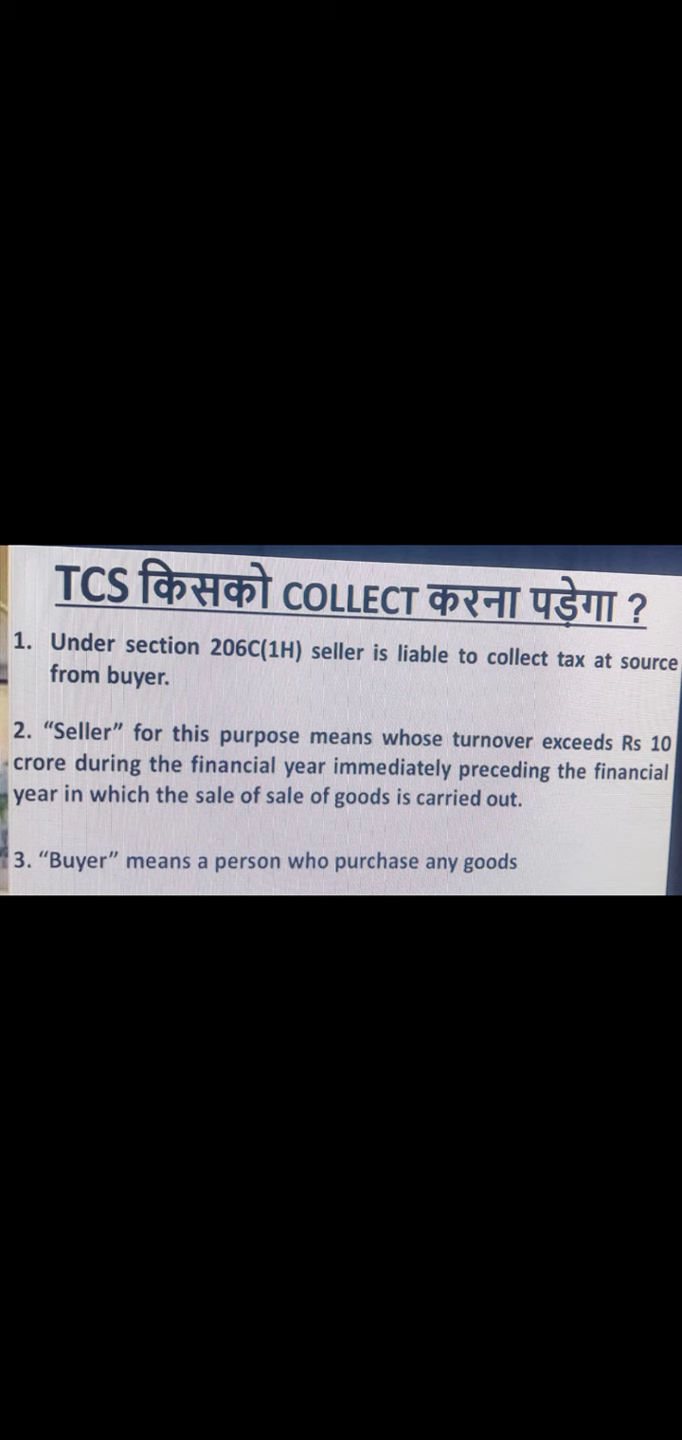 TCS किसको COLLECT करना पड़ेगा ?
1. Under section 206C(1H) seller is liable to collect tax at source
from buyer.
2. “Seller” for this purpose means whose turnover exceeds Rs 10
crore during the financial year immediately preceding the financial
year in which the sale of sale of goods is carried out.
3. “Buyer” means a person who purchase any goods